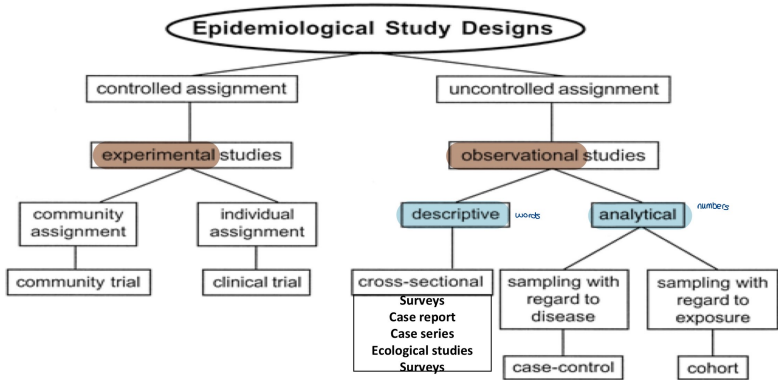 Epidemiological Study Designs
controlled assignment
uncontrolled assignment
experimental studies
observational studies
community
assignment
individual
assignment
descriptive
words
analytical
numbers
community trial
clinical trial
cross-sectional
Surveys
Case report
Case series
Ecological studies
Surveys
sampling with
regard to
disease
sampling with
regard to
exposure
case-control
cohort